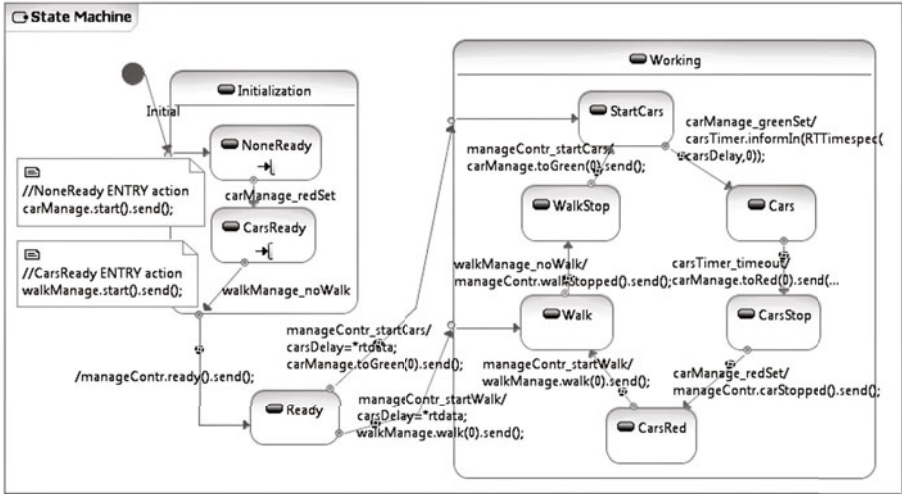 State Machine
Initial
Initialization
NoneReady
//NoneReady ENTRY action
carManage.start().send();
carManage_redSet
CarsReady
//CarsReady ENTRY action
walkManage.start().send();
walkManage_noWalk
/manageContr.ready().send();
Ready
manageContr_startCars/
carsDelay=*rtdata;
carManage.toGreen(0).send();
manageContr_startWalk/
carsDelay=*rtdata;
walkManage.walk(0).send();
Working
StartCars
carManage_greenSet/
carsTimer.informIn(RTTimespec(
carsDelay,0));
manageContr_startCars/
carManage.toGreen(0).send();
WalkStop
Cars
walkManage_noWalk/
manageContr.walkStopped().send();
carsTimer_timeout/
carManage.toRed(0).send(...
Walk
CarsStop
manageContr_startWalk/
walkManage.walk(0).send();
carManage_redSet/
manageContr.carStopped().send();
CarsRed